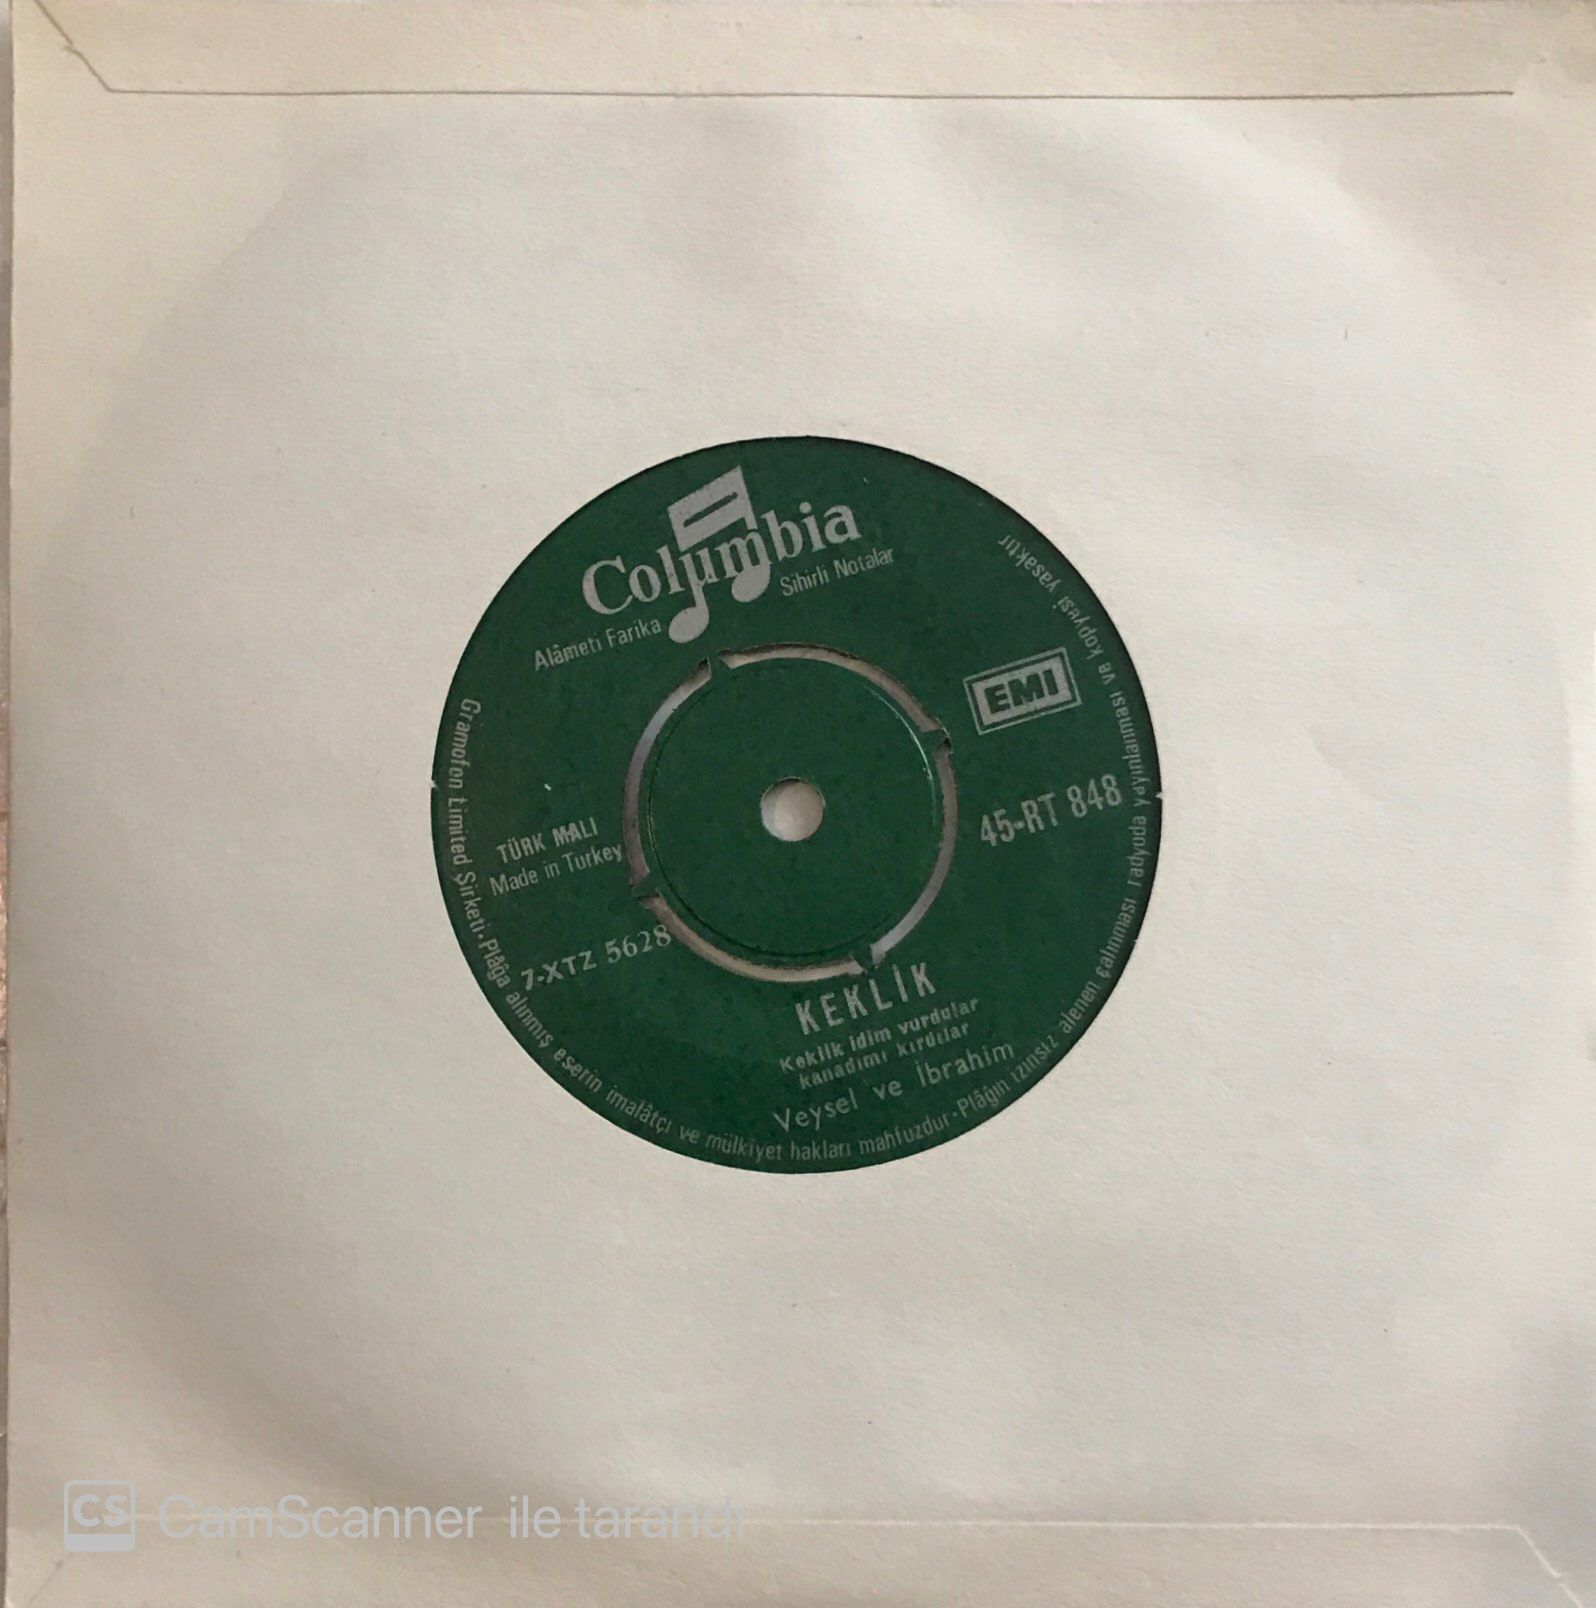 Columbia
Alâmeti Farika
Sihirli Notalar
EMI
TÜRK MALI
Made in Turkey
45-RT 848
7-XTZ 5628
KEKLİK
Keklik idim vurdular
kanadımı kırdılar
Veysel ve İbrahim
Gramofon Limited Şirketi·Plâğa alınmış eserin imalâtçı ve mülkiyet hakları mahfuzdur·Plâğın izinsiz alenen çalınması radyoda yayınlanması ve kopyesi yasaktır
CS CamScanner ile tarandı